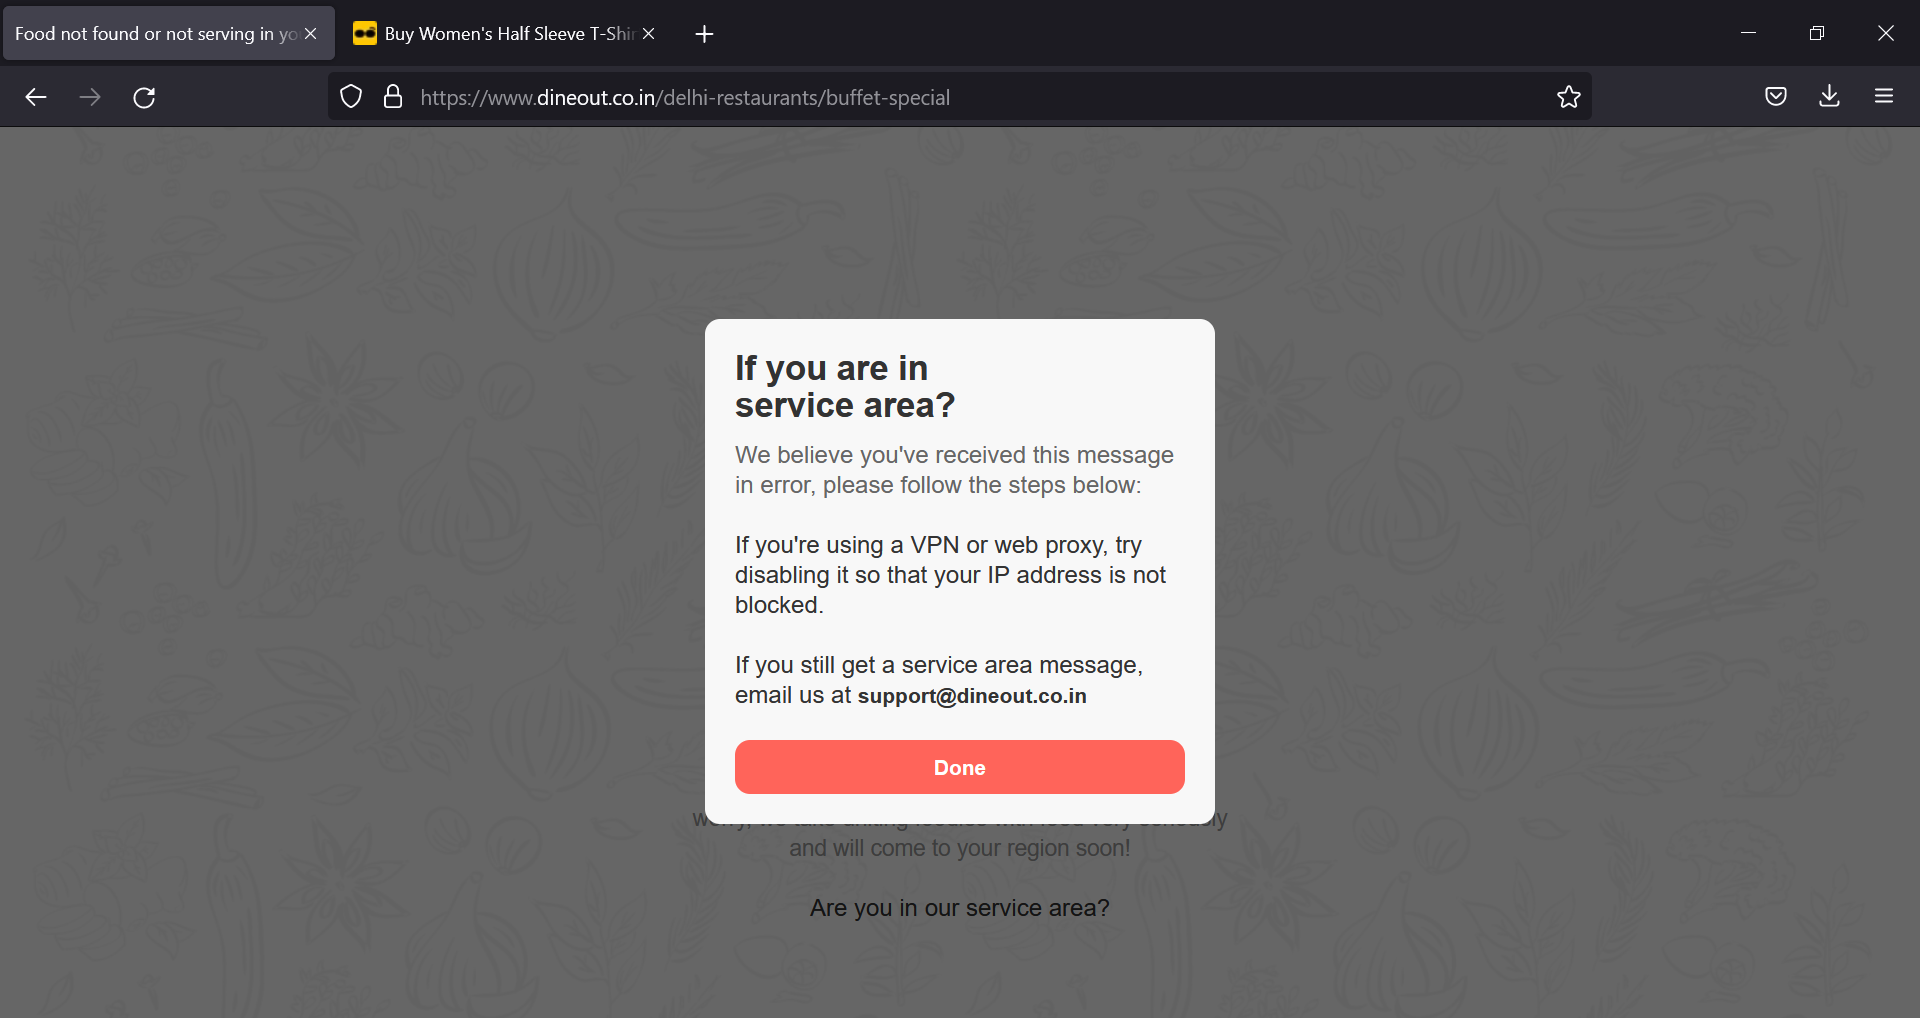 Food not found or not serving in yo
Buy Women's Half Sleeve T-Shir
https://www.dineout.co.in/delhi-restaurants/buffet-special
If you are in
service area?
We believe you've received this message
in error, please follow the steps below:
If you're using a VPN or web proxy, try
disabling it so that your IP address is not
blocked.
If you still get a service area message,
email us at support@dineout.co.in
Done
and will come to your region soon!
Are you in our service area?